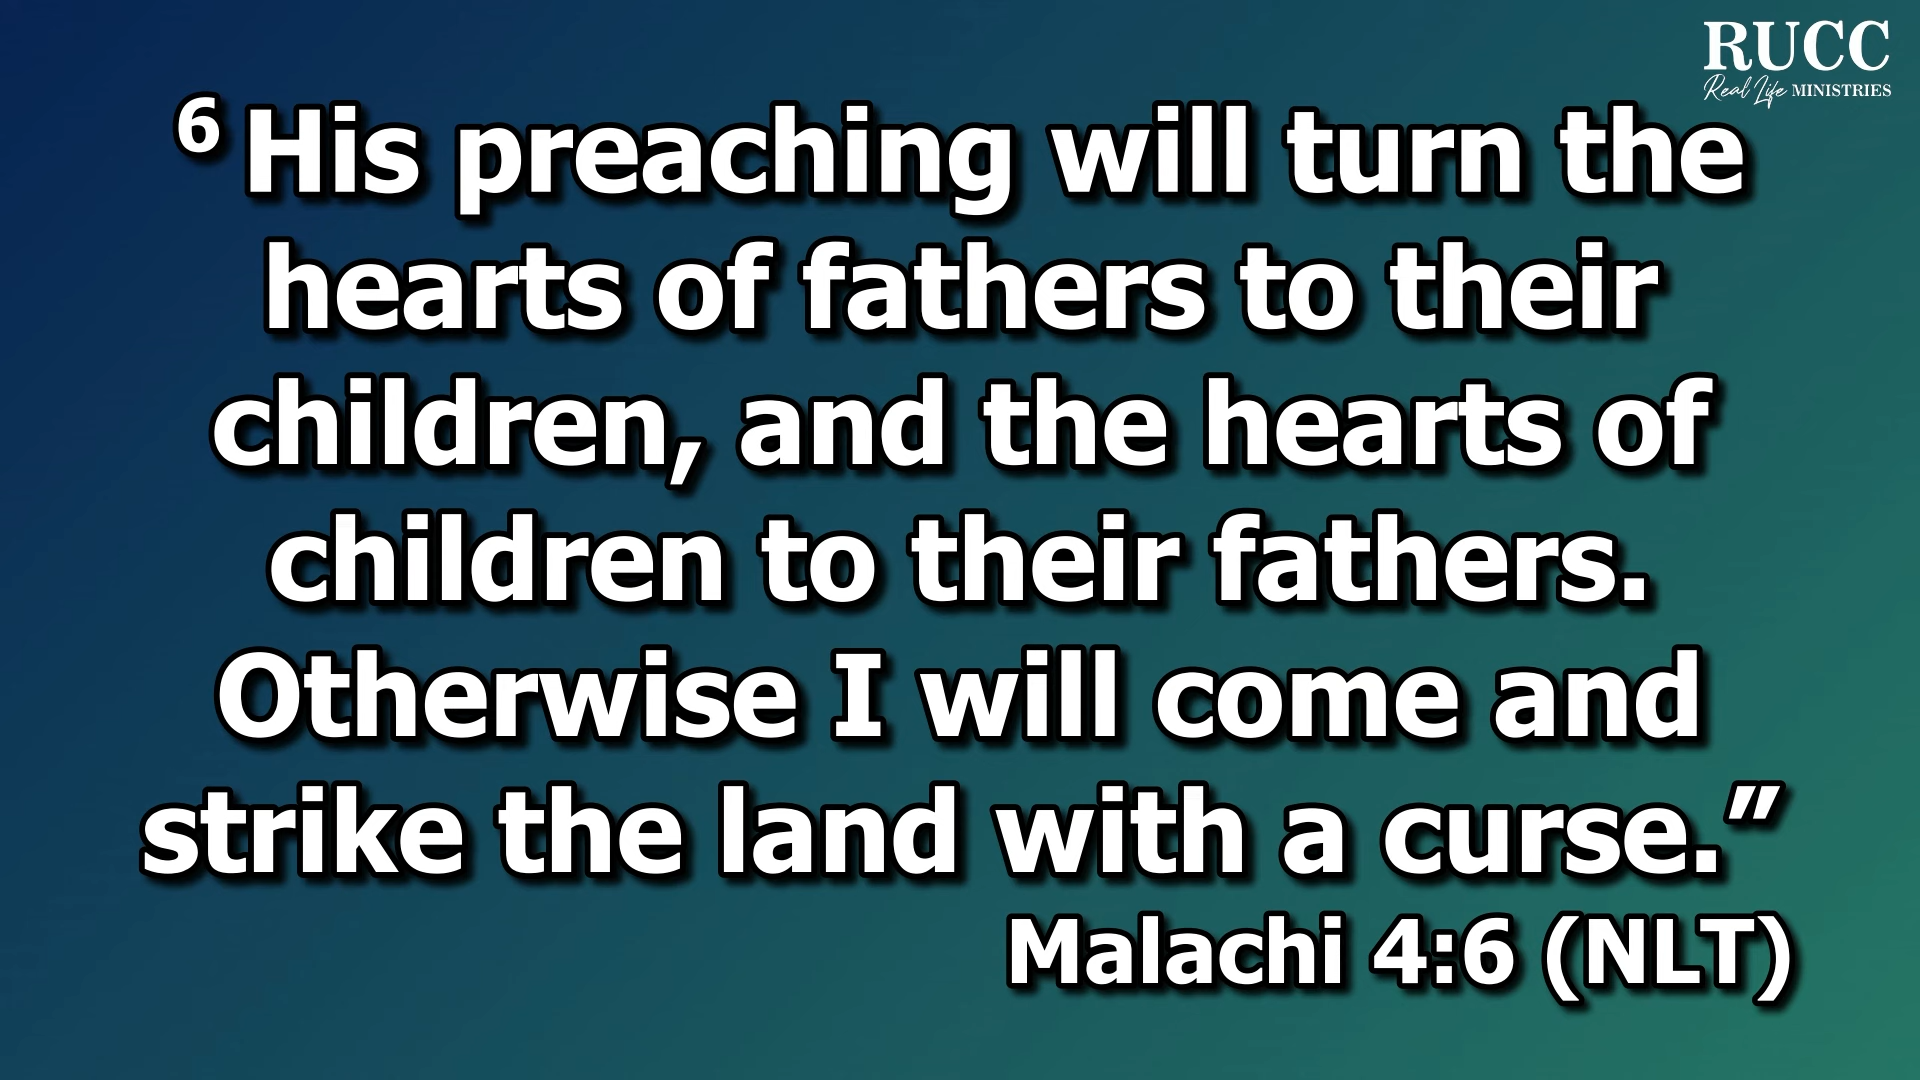 RUCC
Real Life MINISTRIES
6 His preaching will turn the
hearts of fathers to their
children, and the hearts of
children to their fathers.
Otherwise I will come and
strike the land with a curse.”
Malachi 4:6 (NLT)